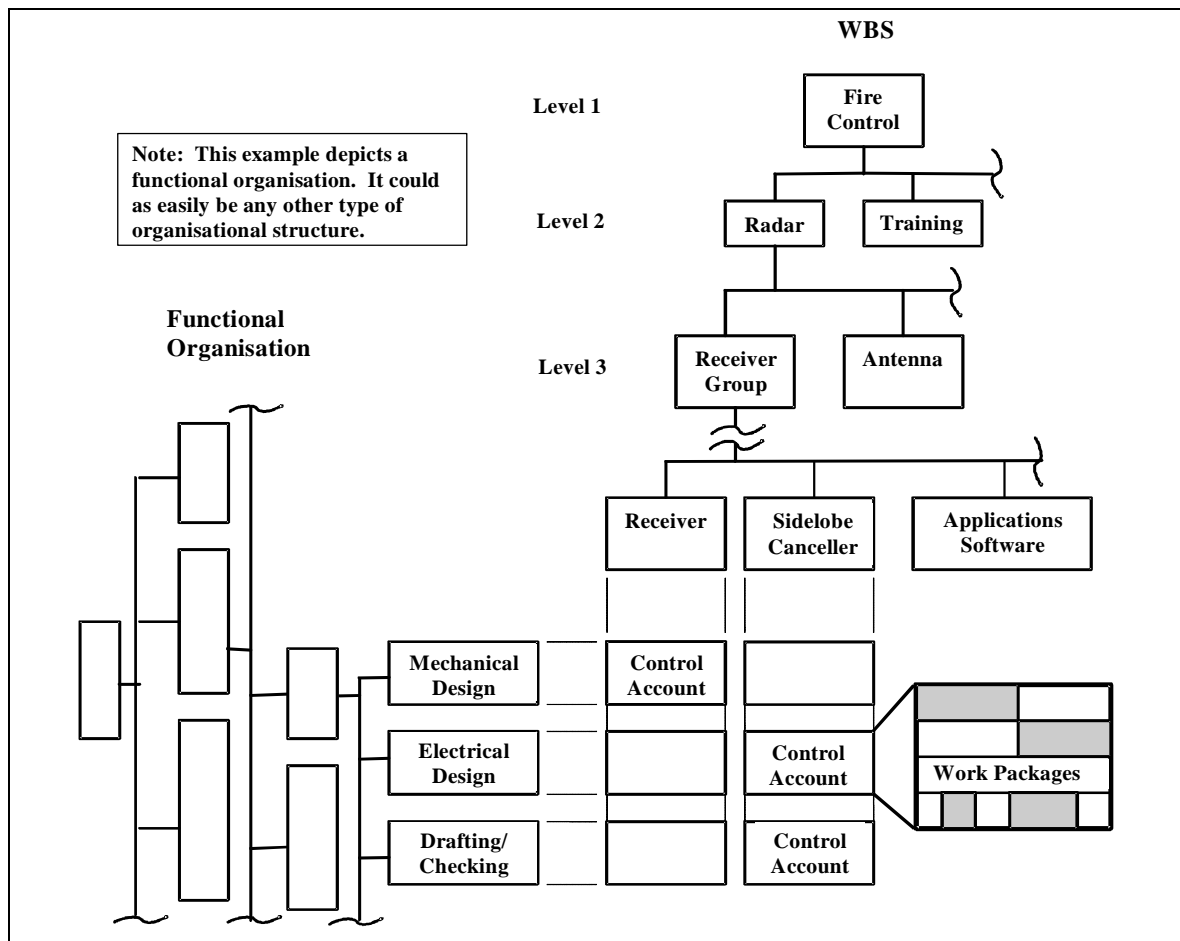 WBS
Level 1
Fire
Control
Note: This example depicts a
functional organisation. It could
as easily be any other type of
organisational structure.
Level 2
Radar
Training
Functional
Organisation
Level 3
Receiver
Group
Antenna
Receiver
Sidelobe
Canceller
Applications
Software
Mechanical
Design
Control
Account
Electrical
Design
Control
Account
Work Packages
Drafting/
Checking
Control
Account